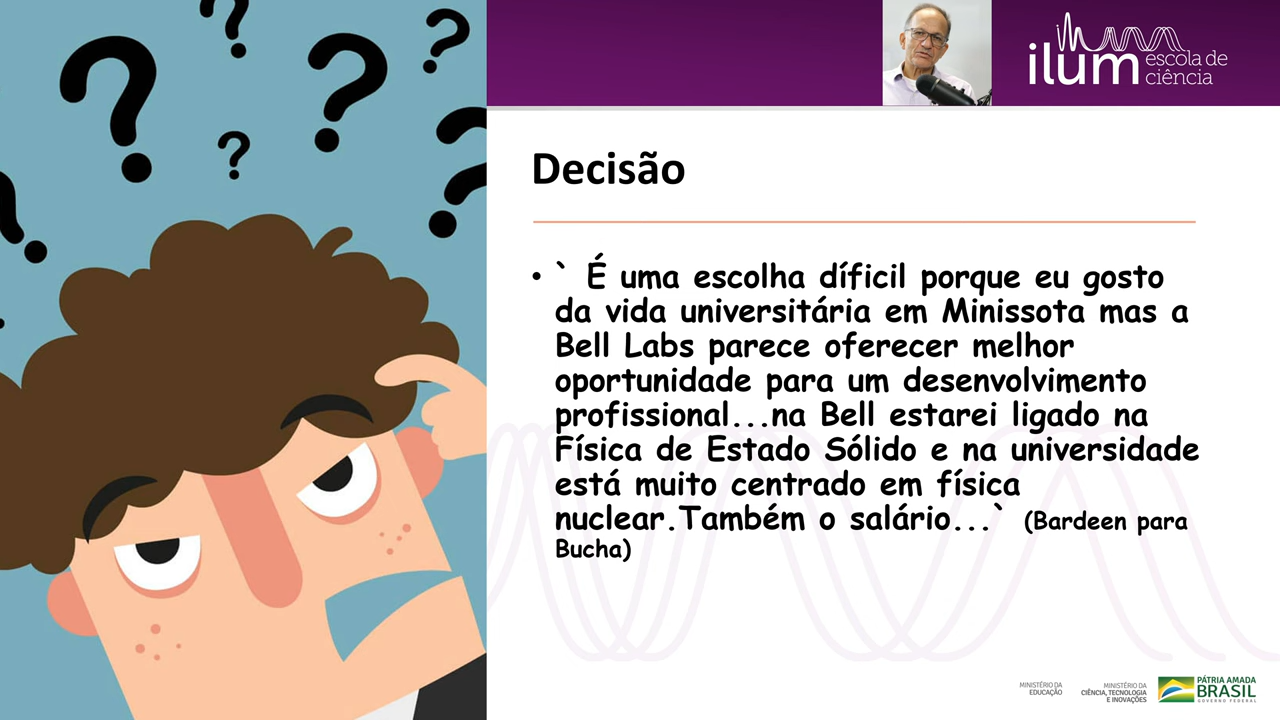 ilum escola de
ciência
Decisão
• ` É uma escolha díficil porque eu gosto
da vida universitária em Minissota mas a
Bell Labs parece oferecer melhor
oportunidade para um desenvolvimento
profissional...na Bell estarei ligado na
Física de Estado Sólido e na universidade
está muito centrado em física
nuclear.Também o salário...` (Bardeen para
Bucha)
MINISTÉRIO DA
EDUCAÇÃO
MINISTÉRIO DA
CIÊNCIA, TECNOLOGIA
E INOVAÇÕES
PÁTRIA AMADA
BRASIL
GOVERNO FEDERAL